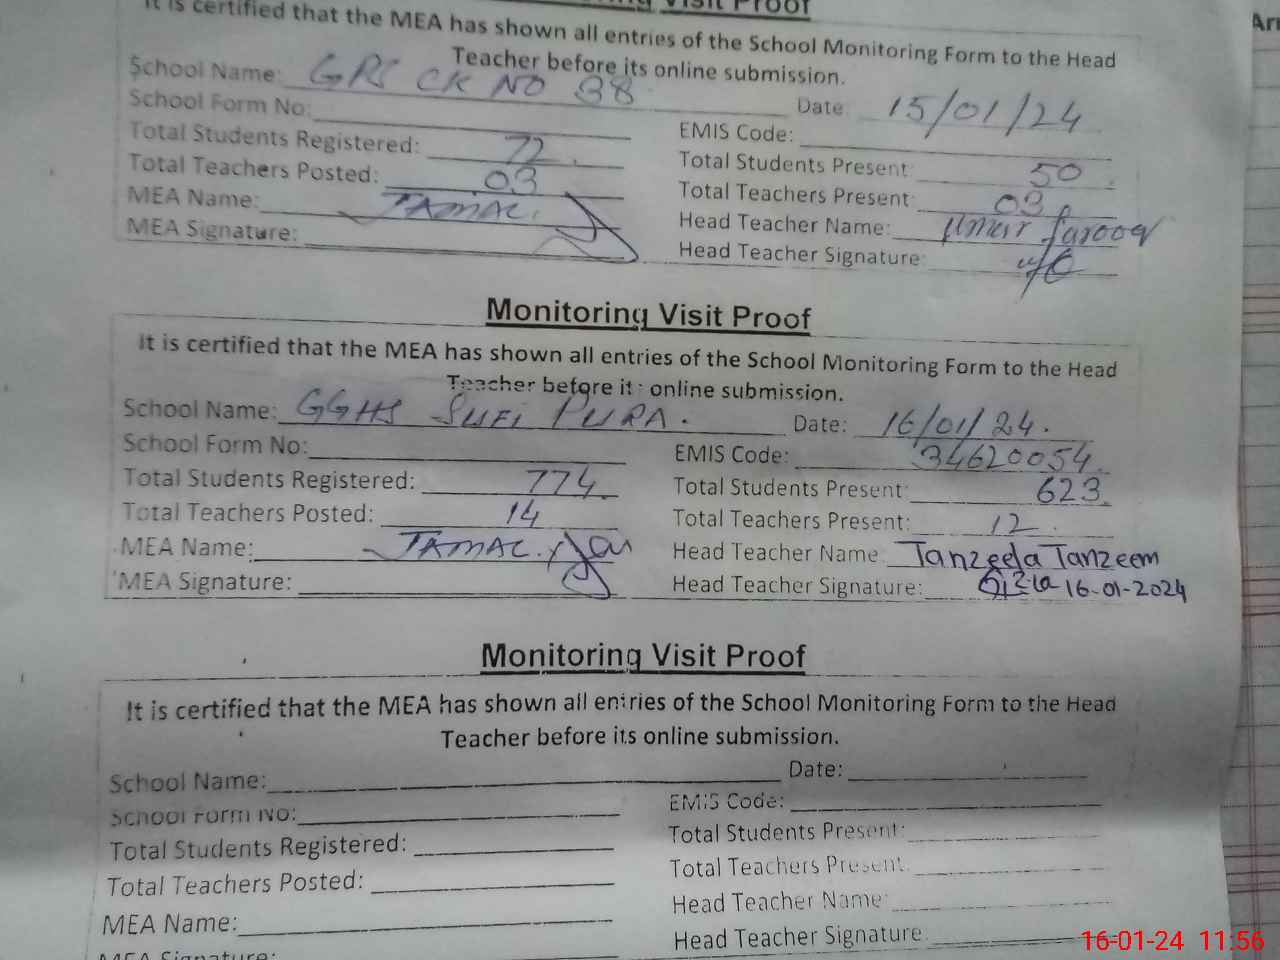 Monitoring Visit Proof
It is certified that the MEA has shown all entries of the School Monitoring Form to the Head
Teacher before its online submission.
School Name: GRS CK NO 38 Date: 15/01/24
School Form No: EMIS Code:
Total Students Registered: 72 Total Students Present: 50
Total Teachers Posted: 03 Total Teachers Present: 03
MEA Name: JAMAL Head Teacher Name: Umar farooq
MEA Signature: Head Teacher Signature:
Monitoring Visit Proof
It is certified that the MEA has shown all entries of the School Monitoring Form to the Head
Teacher before its online submission.
School Name: GGHS SUFI PURA. Date: 16/01/24.
School Form No: EMIS Code: 34620054
Total Students Registered: 774 Total Students Present: 623
Total Teachers Posted: 14 Total Teachers Present: 12
MEA Name: JAMAL Head Teacher Name: Tanzeela Tanzeem
MEA Signature: Head Teacher Signature: 16-01-2024
Monitoring Visit Proof
It is certified that the MEA has shown all entries of the School Monitoring Form to the Head
Teacher before its online submission.
School Name: Date:
School Form No: EMIS Code:
Total Students Registered: Total Students Present:
Total Teachers Posted: Total Teachers Present:
MEA Name: Head Teacher Name:
MEA Signature: Head Teacher Signature:
16-01-24 11:56